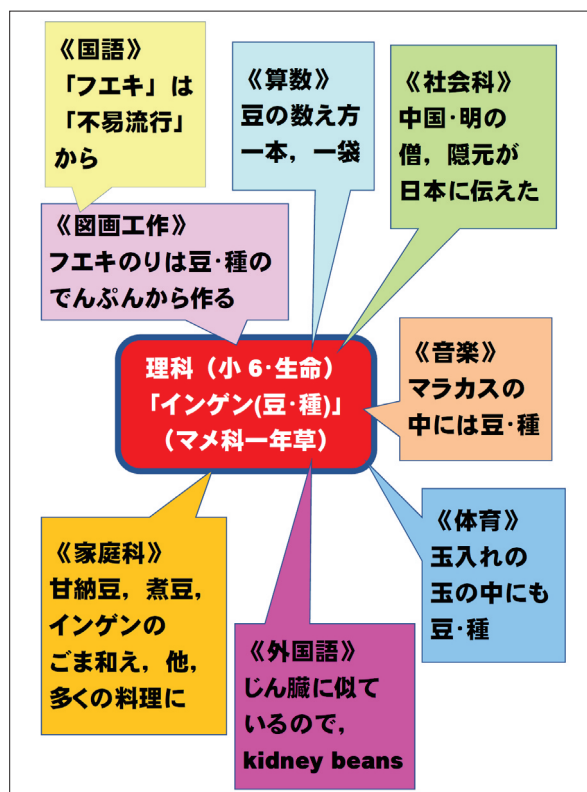 《国語》
「フエキ」は
「不易流行」
から
《算数》
豆の数え方
一本，一袋
《社会科》
中国・明の
僧，隠元が
日本に伝えた
《図画工作》
フエキのりは豆・種の
でんぷんから作る
理科（小 6・生命）
「インゲン(豆・種)」
（マメ科一年草）
《音楽》
マラカスの
中には豆・種
《家庭科》
甘納豆，煮豆，
インゲンの
ごま和え，他，
多くの料理に
《外国語》
じん臓に似て
いるので，
kidney beans
《体育》
玉入れの
玉の中にも
豆・種